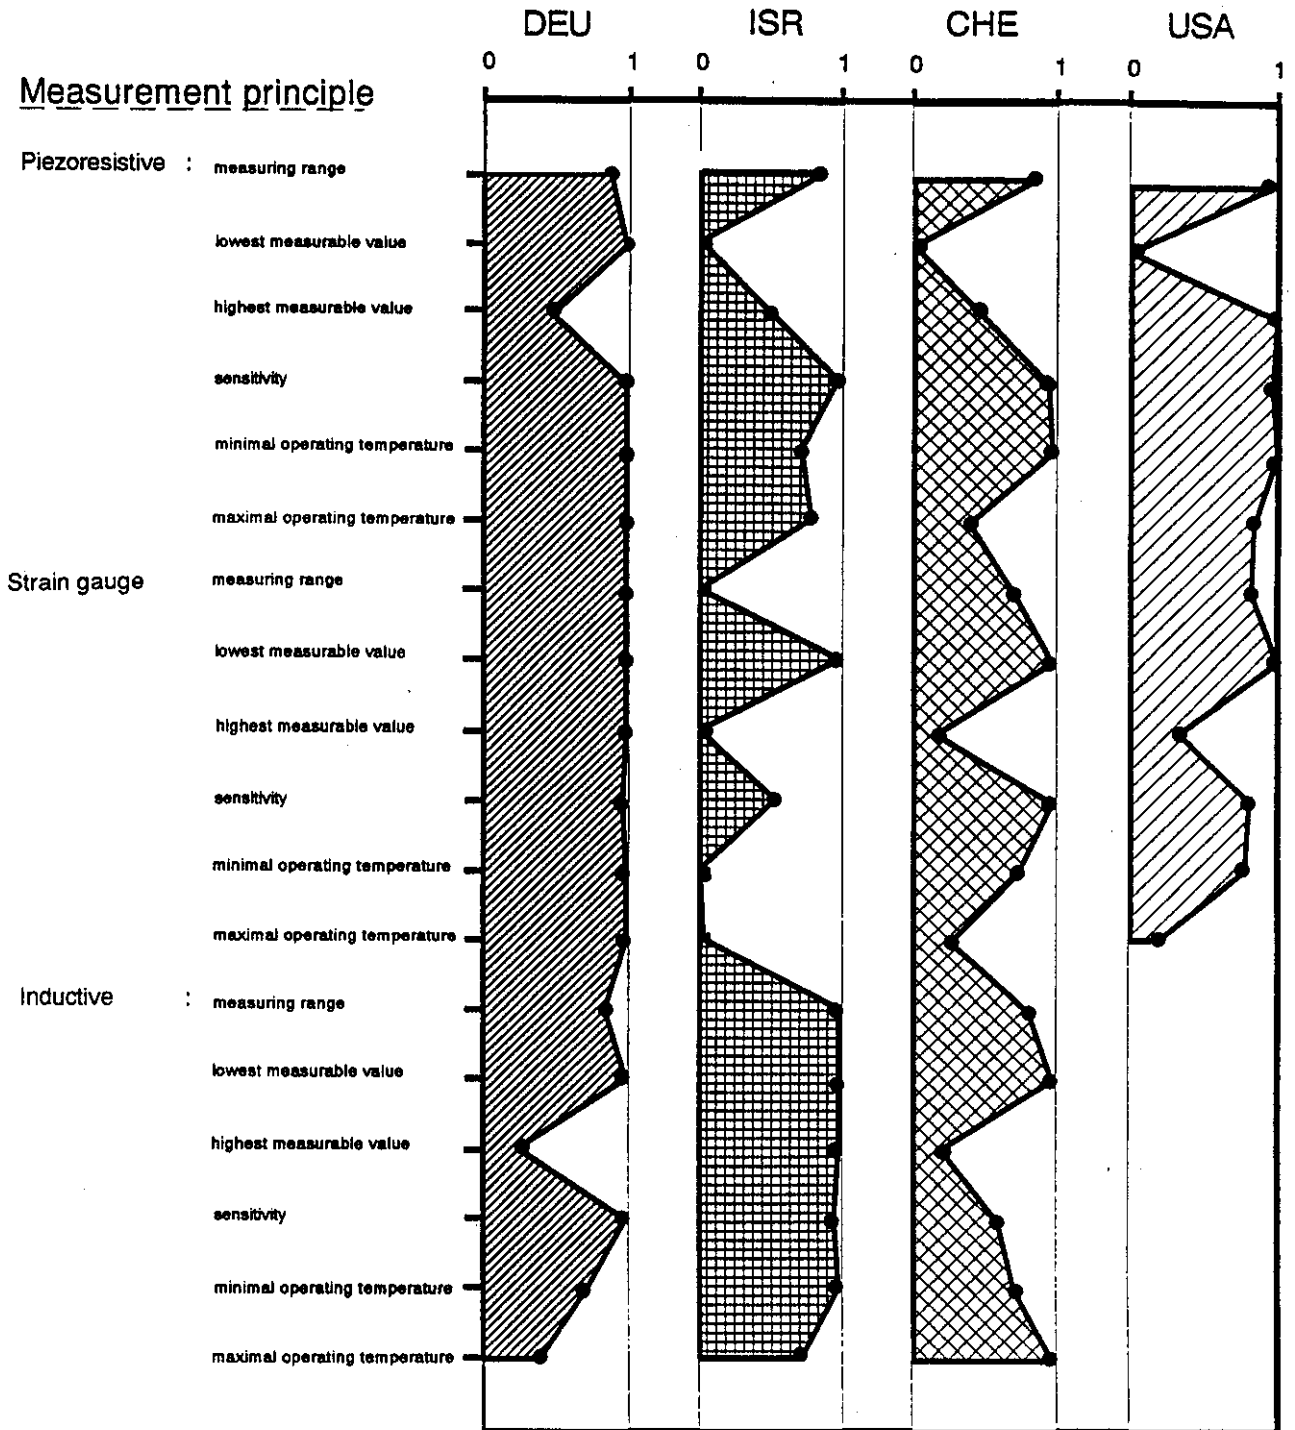 DEU ISR CHE USA
0 1 0 1 0 1 0 1
Measurement principle
Piezoresistive : measuring range
lowest measurable value
highest measurable value
sensitivity
minimal operating temperature
maximal operating temperature
Strain gauge measuring range
lowest measurable value
highest measurable value
sensitivity
minimal operating temperature
maximal operating temperature
Inductive : measuring range
lowest measurable value
highest measurable value
sensitivity
minimal operating temperature
maximal operating temperature